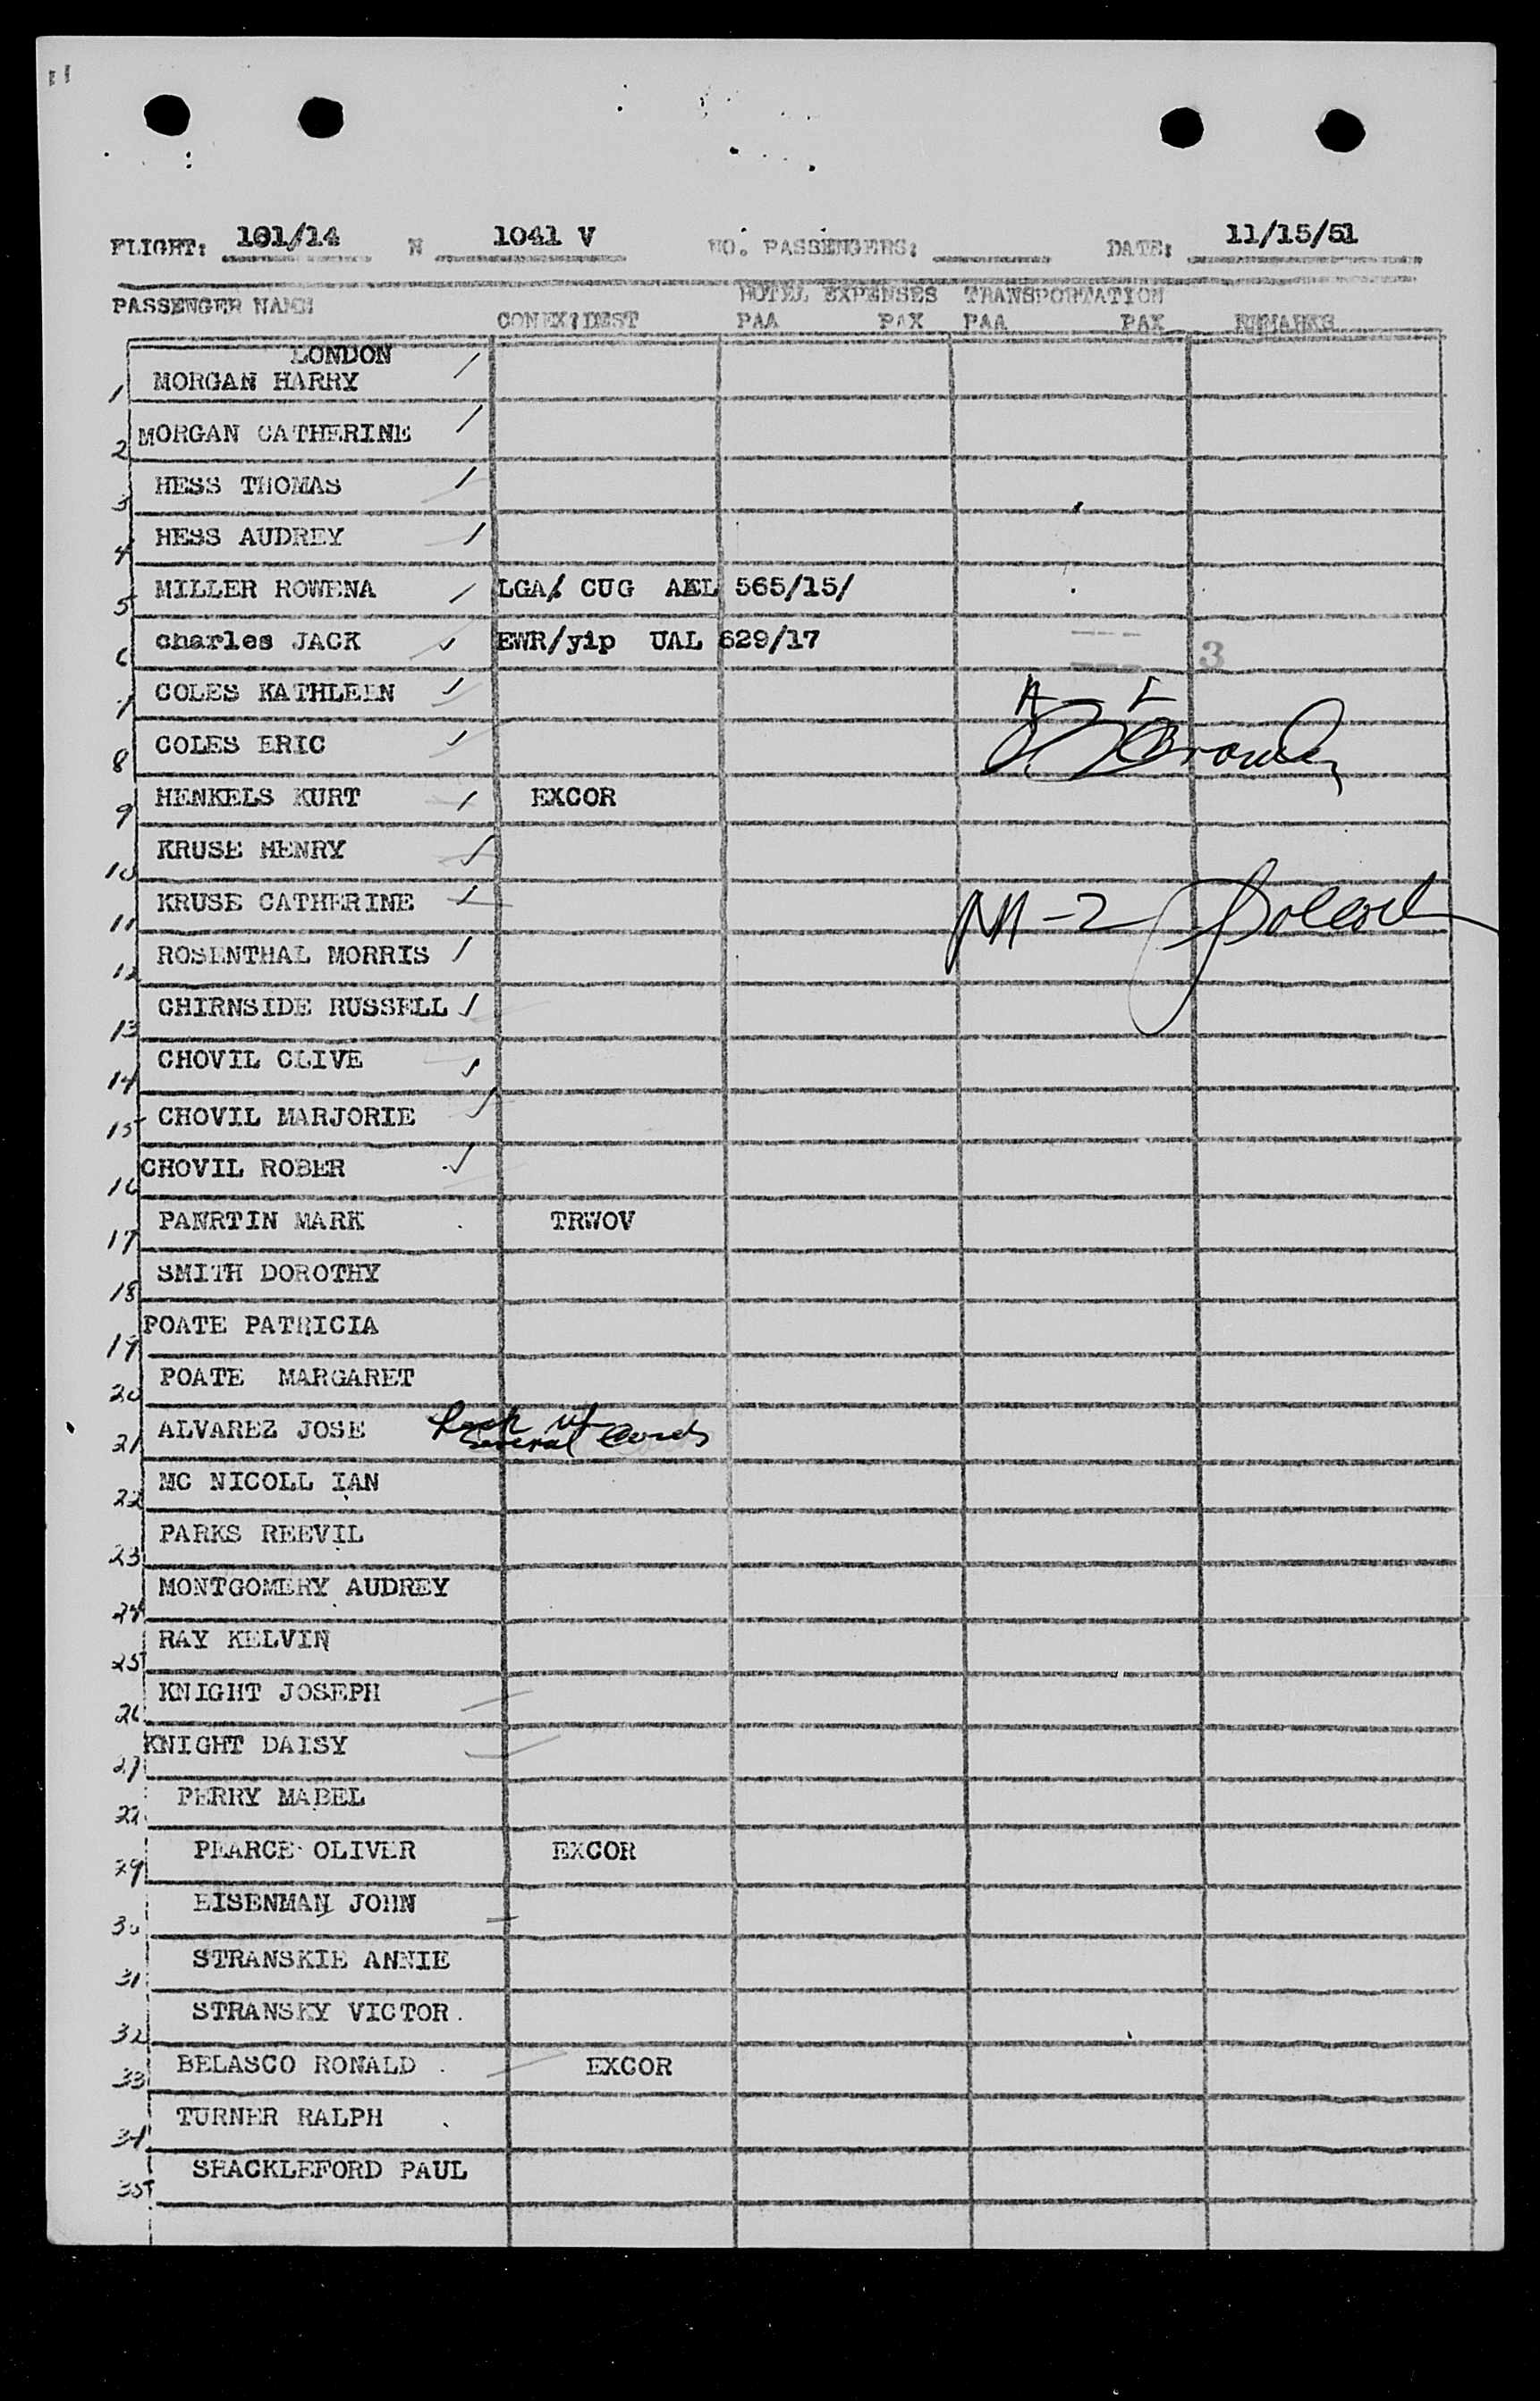 FLIGHT: 101/14 N 1041 V NO. PASSENGERS: DATE: 11/15/51
HOTEL EXPENSES TRANSPORTATION
PASSENGER NAME CONEX/DEST PAA PAX PAA PAX REMARKS
LONDON
1 MORGAN HARRY
2 MORGAN CATHERINE
3 HESS THOMAS
4 HESS AUDREY
5 MILLER ROWENA LGA/ CUG AEL 565/15/
6 charles JACK EWR/yip UAL 629/17
3
7 COLES KATHLEEN
8 COLES ERIC
9 HENKELS KURT EXCOR
10 KRUSE HENRY
11 KRUSE CATHERINE M-2
12 ROSENTHAL MORRIS
13 CHIRNSIDE RUSSELL
14 CHOVIL CLIVE
15 CHOVIL MARJORIE
16 CHOVIL ROBER
17 PANRTIN MARK TRWOV
18 SMITH DOROTHY
19 POATE PATRICIA
20 POATE MARGARET
21 ALVAREZ JOSE several cards
22 MC NICOLL IAN
23 PARKS REEVIL
24 MONTGOMERY AUDREY
25 RAY KELVIN
26 KNIGHT JOSEPH
27 KNIGHT DAISY
PERRY MABEL
29 PEARCE OLIVER EXCOR
30 EISENMAN JOHN
31 STRANSKIE ANNIE
32 STRANSKY VICTOR.
33 BELASCO RONALD EXCOR
34 TURNER RALPH
35 SHACKLEFORD PAUL